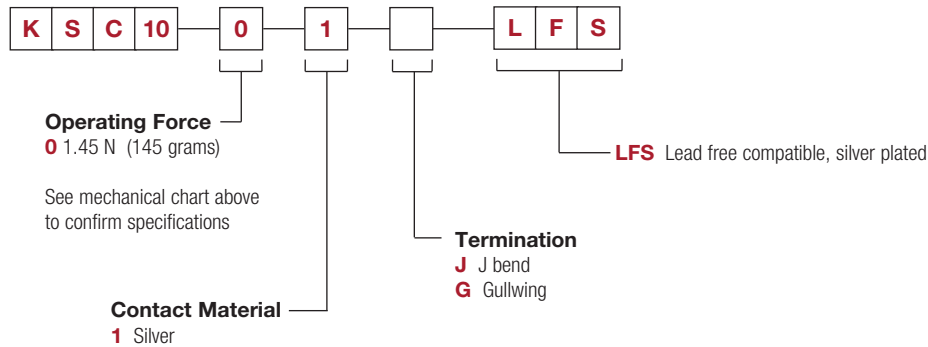 K S C 10 0 1 L F S
Operating Force
0 1.45 N (145 grams)
See mechanical chart above
to confirm specifications
LFS Lead free compatible, silver plated
Termination
J J bend
G Gullwing
Contact Material
1 Silver